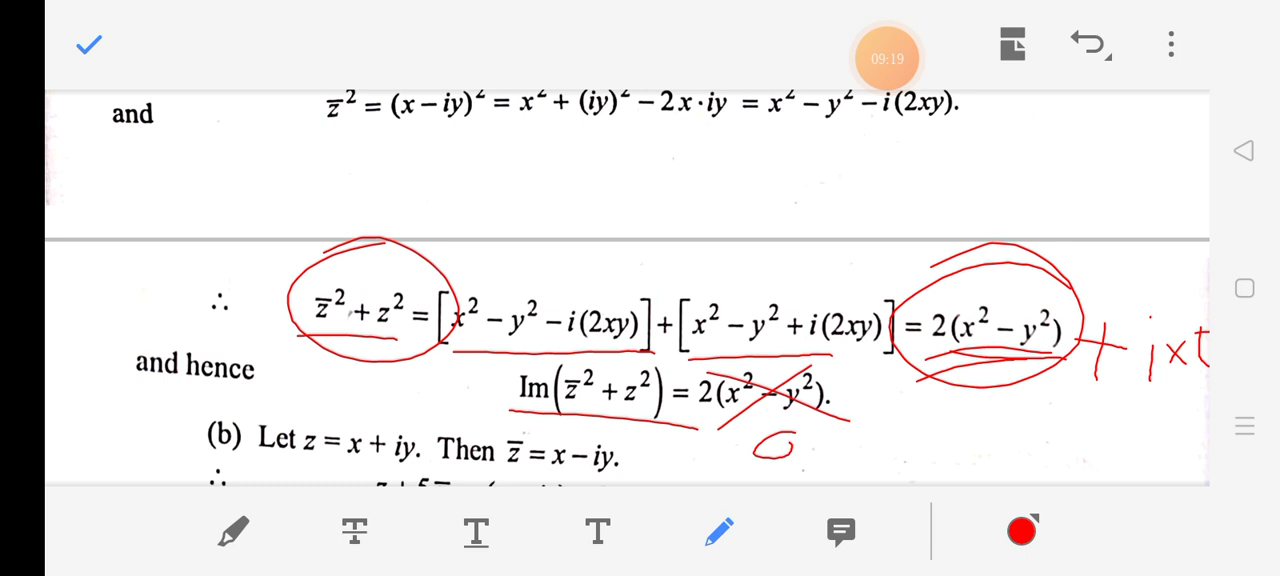 09:19
and z̄² = (x − iy)² = x² + (iy)² − 2x·iy = x² − y² − i(2xy).
∴ z̄² + z² = [x² − y² − i(2xy)] + [x² − y² + i(2xy)] = 2(x² − y²) + i×
and hence
Im(z̄² + z²) = 2(x² − y²).
0
(b) Let z = x + iy. Then z̄ = x − iy.
∴
T T T